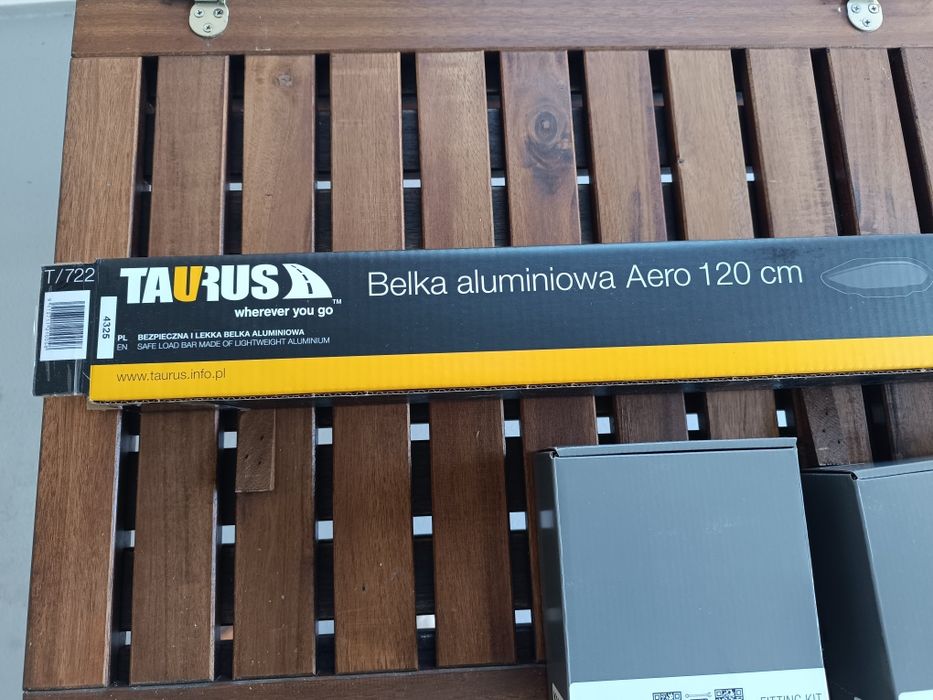 T/722
4325
TAURUS
TM
wherever you go
Belka aluminiowa Aero 120 cm
PL BEZPIECZNA I LEKKA BELKA ALUMINIOWA
EN SAFE LOAD BAR MADE OF LIGHTWEIGHT ALUMINIUM
www.taurus.info.pl
FITTING KIT